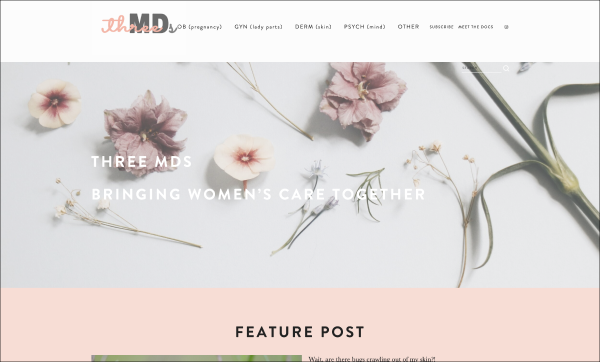 three MDs
OB (pregnancy) GYN (lady parts) DERM (skin) PSYCH (mind) OTHER SUBSCRIBE MEET THE DOCS
THREE MDS
BRINGING WOMEN'S CARE TOGETHER
FEATURE POST
Wait, are there bugs crawling out of my skin?!